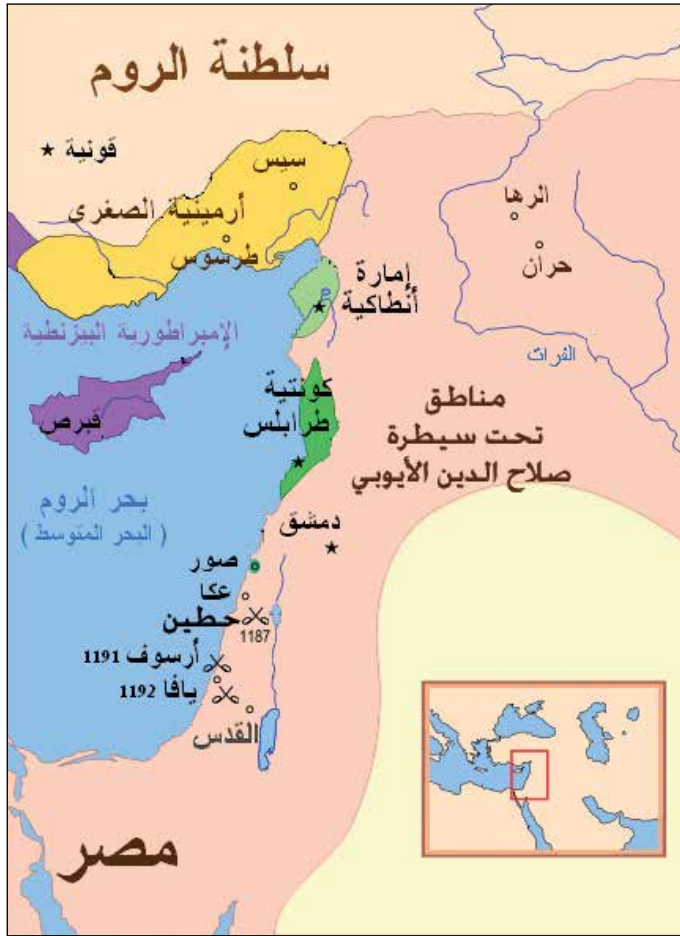 سلطنة الروم
قونية
سيس
أرمينية الصغرى
طرسوس
الرها
حران
إمارة
أنطاكية
الإمبراطورية البيزنطية
الفرات
قبرص
كونتية
طرابلس
مناطق
تحت سيطرة
صلاح الدين الأيوبي
بحر الروم
(البحر المتوسط)
دمشق
صور
عكا
حطين
1187
أرسوف 1191
يافا 1192
القدس
مصر